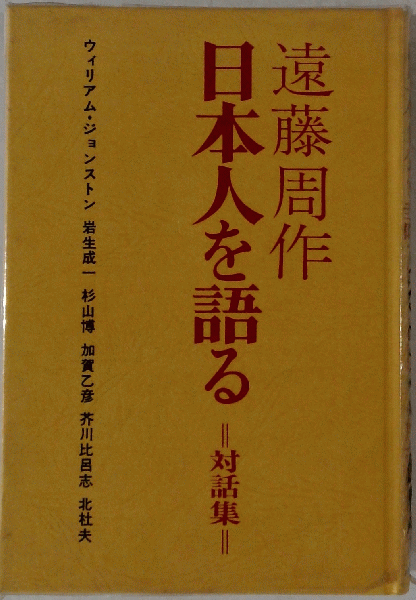 遠藤周作
日本人を語る
=対話集=
ウィリアム・ジョンストン 岩生成一 杉山博 加賀乙彦 芥川比呂志 北杜夫